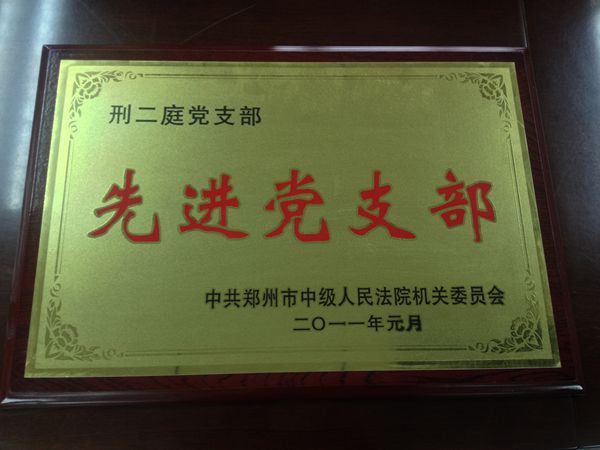 刑二庭党支部
先进党支部
中共郑州市中级人民法院机关委员会
二〇一一年元月